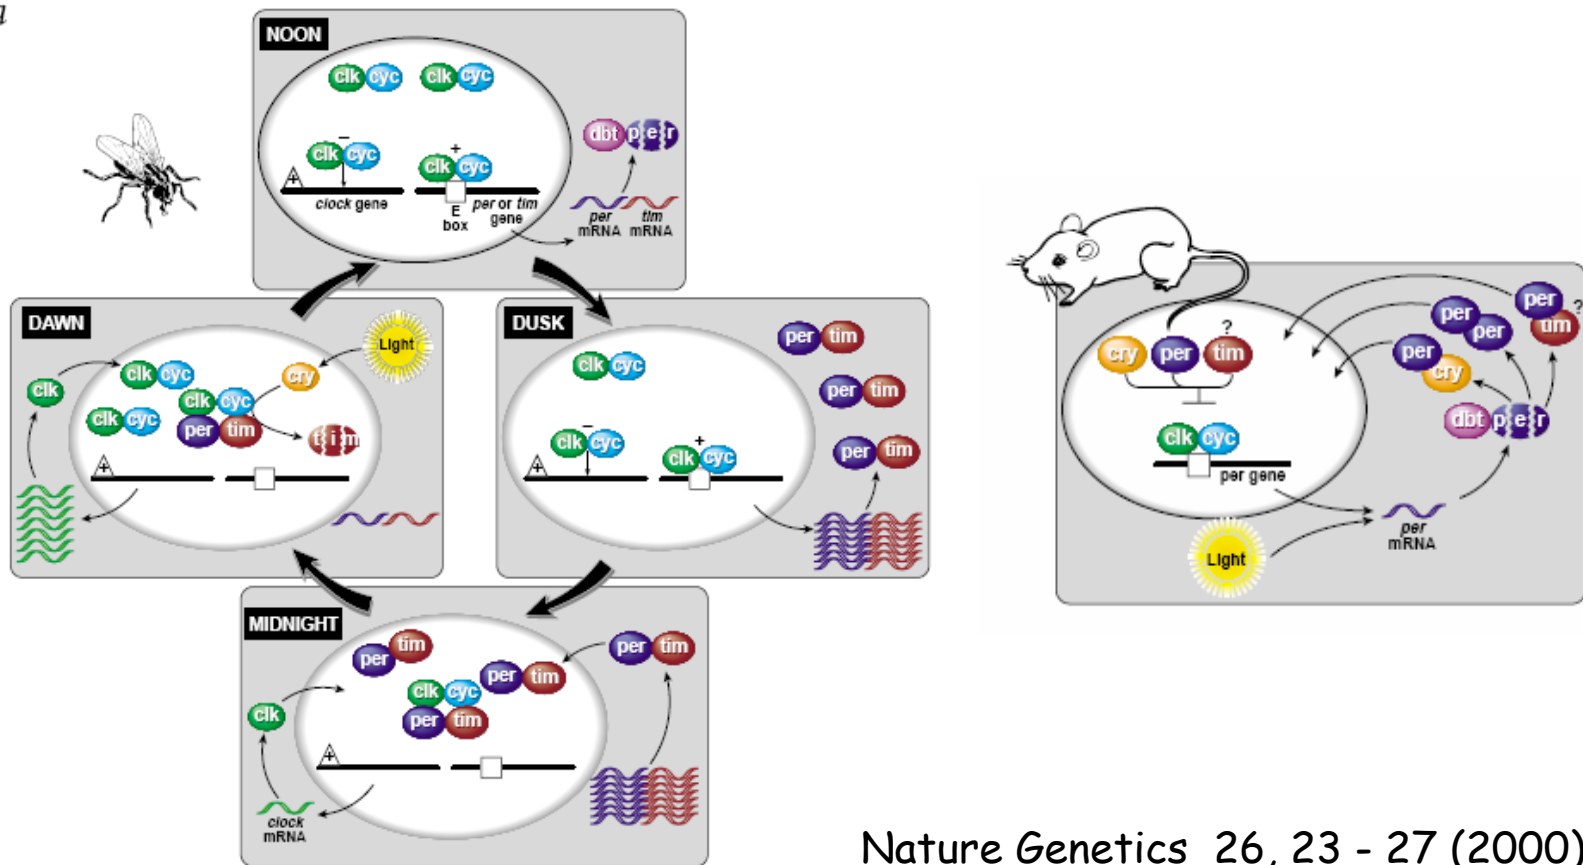 a
NOON
clk cyc clk cyc
− +
clk cyc clk cyc
+
clock gene
E
box
per or tim
gene
dbt per
per tim
mRNA mRNA
DAWN
Light
clk
clk cyc
cry
clk cyc
clk cyc
per tim
tim
+
DUSK
clk cyc
per tim
per tim
per tim
− +
clk cyc clk cyc
+
MIDNIGHT
per tim
per tim
per tim
clk cyc
per tim
clk
+
clock
mRNA
cry per tim
?
clk cyc
per gene
Light
per
mRNA
per tim
?
per per
per cry
dbt per
Nature Genetics 26, 23 - 27 (2000)